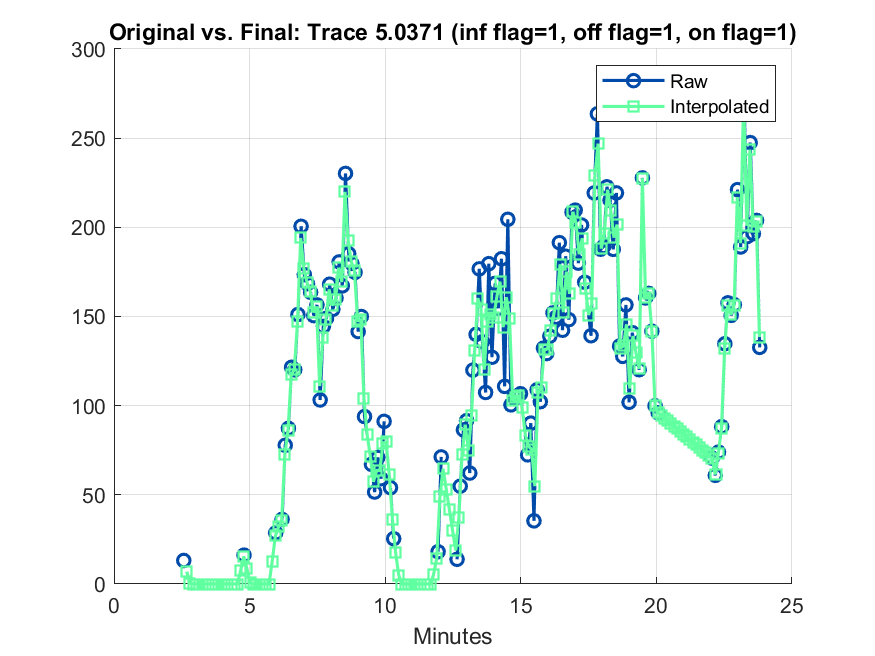 Original vs. Final: Trace 5.0371 (inf flag=1, off flag=1, on flag=1)
300
250
200
150
100
50
0
Raw
Interpolated
0 5 10 15 20 25
Minutes